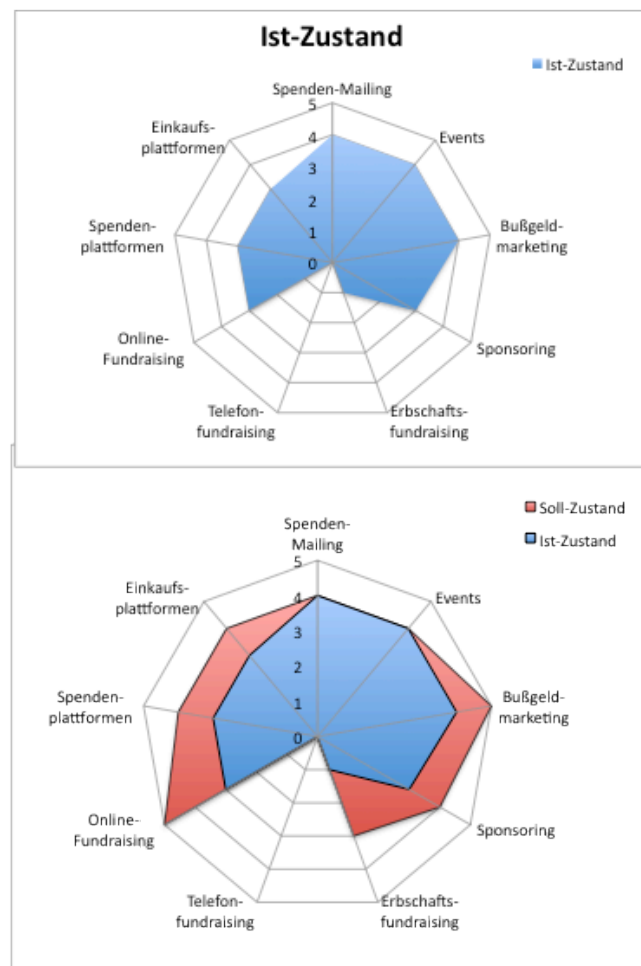 Ist-Zustand
Ist-Zustand
Spenden-Mailing
Events
Bußgeld-
marketing
Sponsoring
Erbschafts-
fundraising
Telefon-
fundraising
Online-
Fundraising
Spenden-
plattformen
Einkaufs-
plattformen
5
4
3
2
1
0
Soll-Zustand
Ist-Zustand
Spenden-
Mailing
Events
Bußgeld-
marketing
Sponsoring
Erbschafts-
fundraising
Telefon-
fundraising
Online-
Fundraising
Spenden-
plattformen
Einkaufs-
plattformen
5
4
3
2
1
0